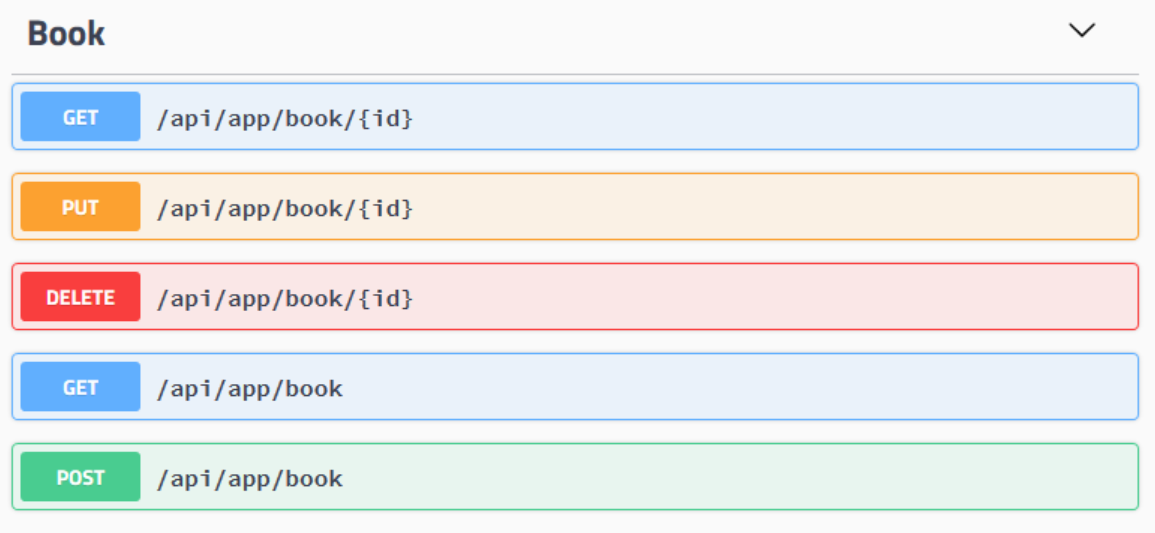 Book
GET /api/app/book/{id}
PUT /api/app/book/{id}
DELETE /api/app/book/{id}
GET /api/app/book
POST /api/app/book